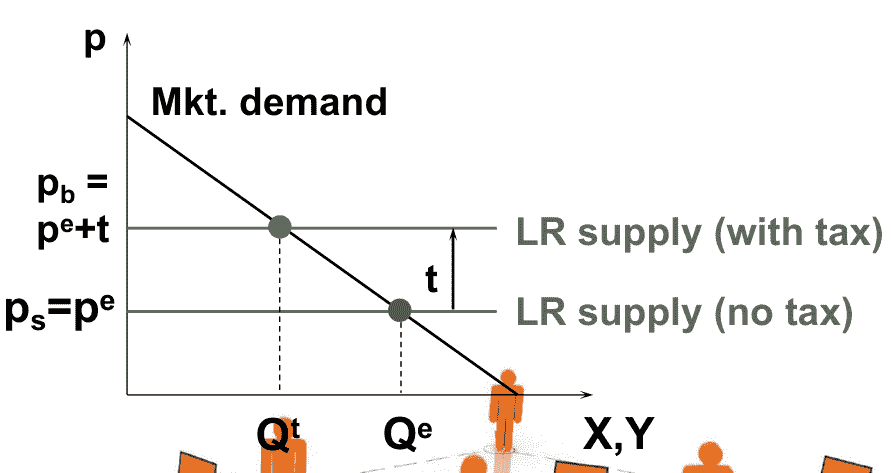 p
Mkt. demand
p_b =
p^e+t
LR supply (with tax)
t
p_s=p^e
LR supply (no tax)
Q^t
Q^e
X,Y